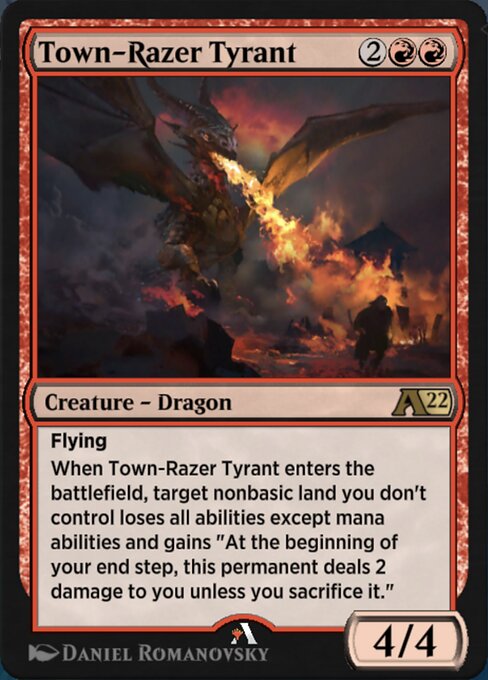 Town-Razer Tyrant 2
Creature – Dragon A22
Flying
When Town-Razer Tyrant enters the
battlefield, target nonbasic land you don't
control loses all abilities except mana
abilities and gains "At the beginning of
your end step, this permanent deals 2
damage to you unless you sacrifice it."
4/4
Daniel Romanovsky